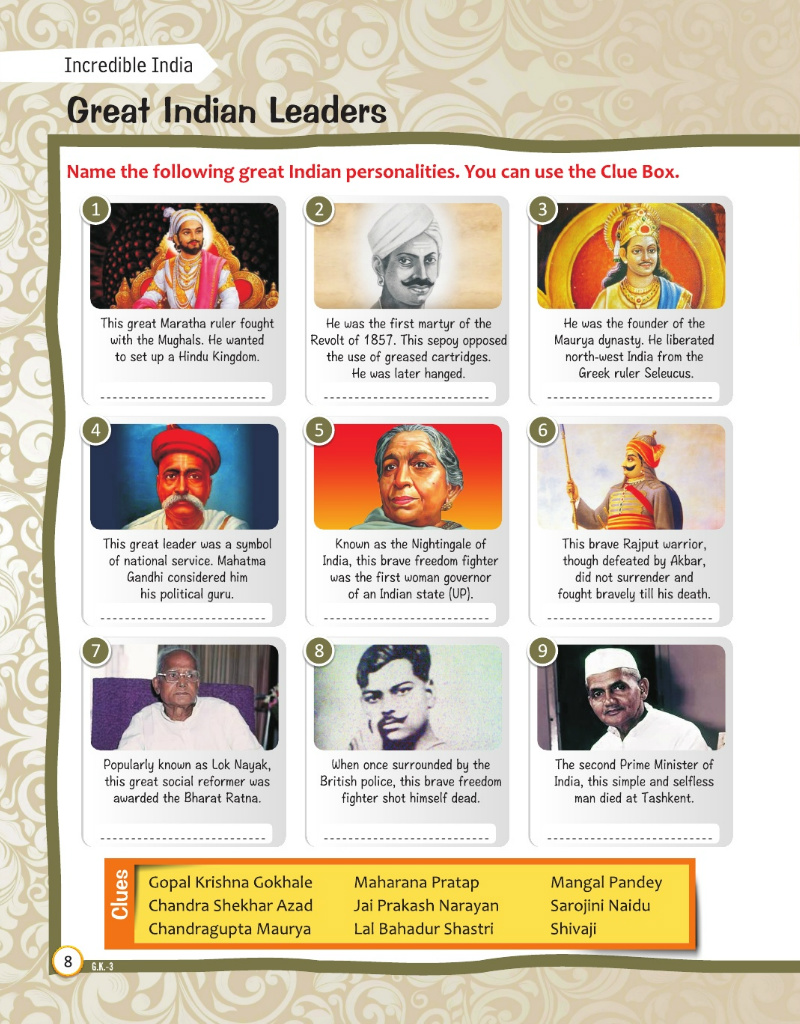 Incredible India
Great Indian Leaders
Name the following great Indian personalities. You can use the Clue Box.
1
This great Maratha ruler fought
with the Mughals. He wanted
to set up a Hindu Kingdom.
2
He was the first martyr of the
Revolt of 1857. This sepoy opposed
the use of greased cartridges.
He was later hanged.
3
He was the founder of the
Maurya dynasty. He liberated
north-west India from the
Greek ruler Seleucus.
4
This great leader was a symbol
of national service. Mahatma
Gandhi considered him
his political guru.
5
Known as the Nightingale of
India, this brave freedom fighter
was the first woman governor
of an Indian state (UP).
6
This brave Rajput warrior,
though defeated by Akbar,
did not surrender and
fought bravely till his death.
7
Popularly known as Lok Nayak,
this great social reformer was
awarded the Bharat Ratna.
8
When once surrounded by the
British police, this brave freedom
fighter shot himself dead.
9
The second Prime Minister of
India, this simple and selfless
man died at Tashkent.
Clues
Gopal Krishna Gokhale Maharana Pratap Mangal Pandey
Chandra Shekhar Azad Jai Prakash Narayan Sarojini Naidu
Chandragupta Maurya Lal Bahadur Shastri Shivaji
8 G.K.-3